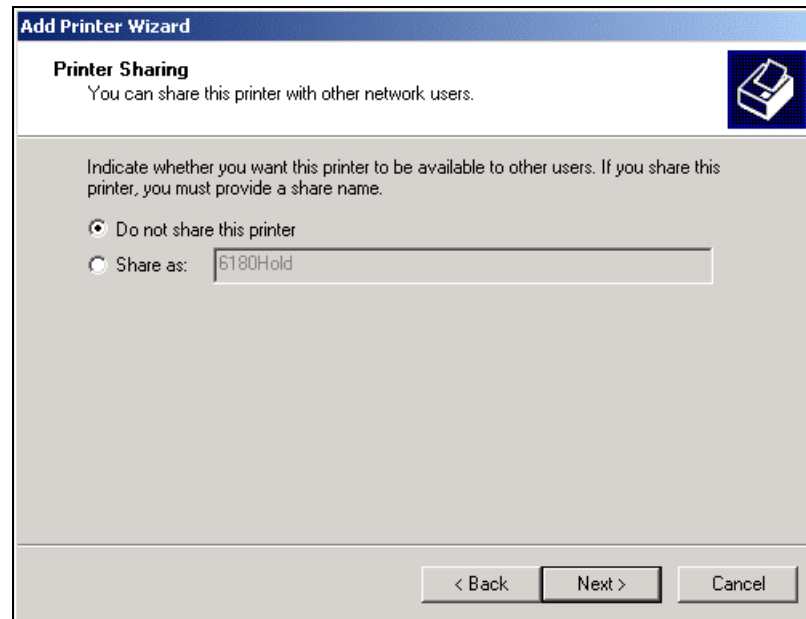 Add Printer Wizard
Printer Sharing
You can share this printer with other network users.
Indicate whether you want this printer to be available to other users. If you share this
printer, you must provide a share name.
Do not share this printer
Share as: 6180Hold
< Back Next > Cancel